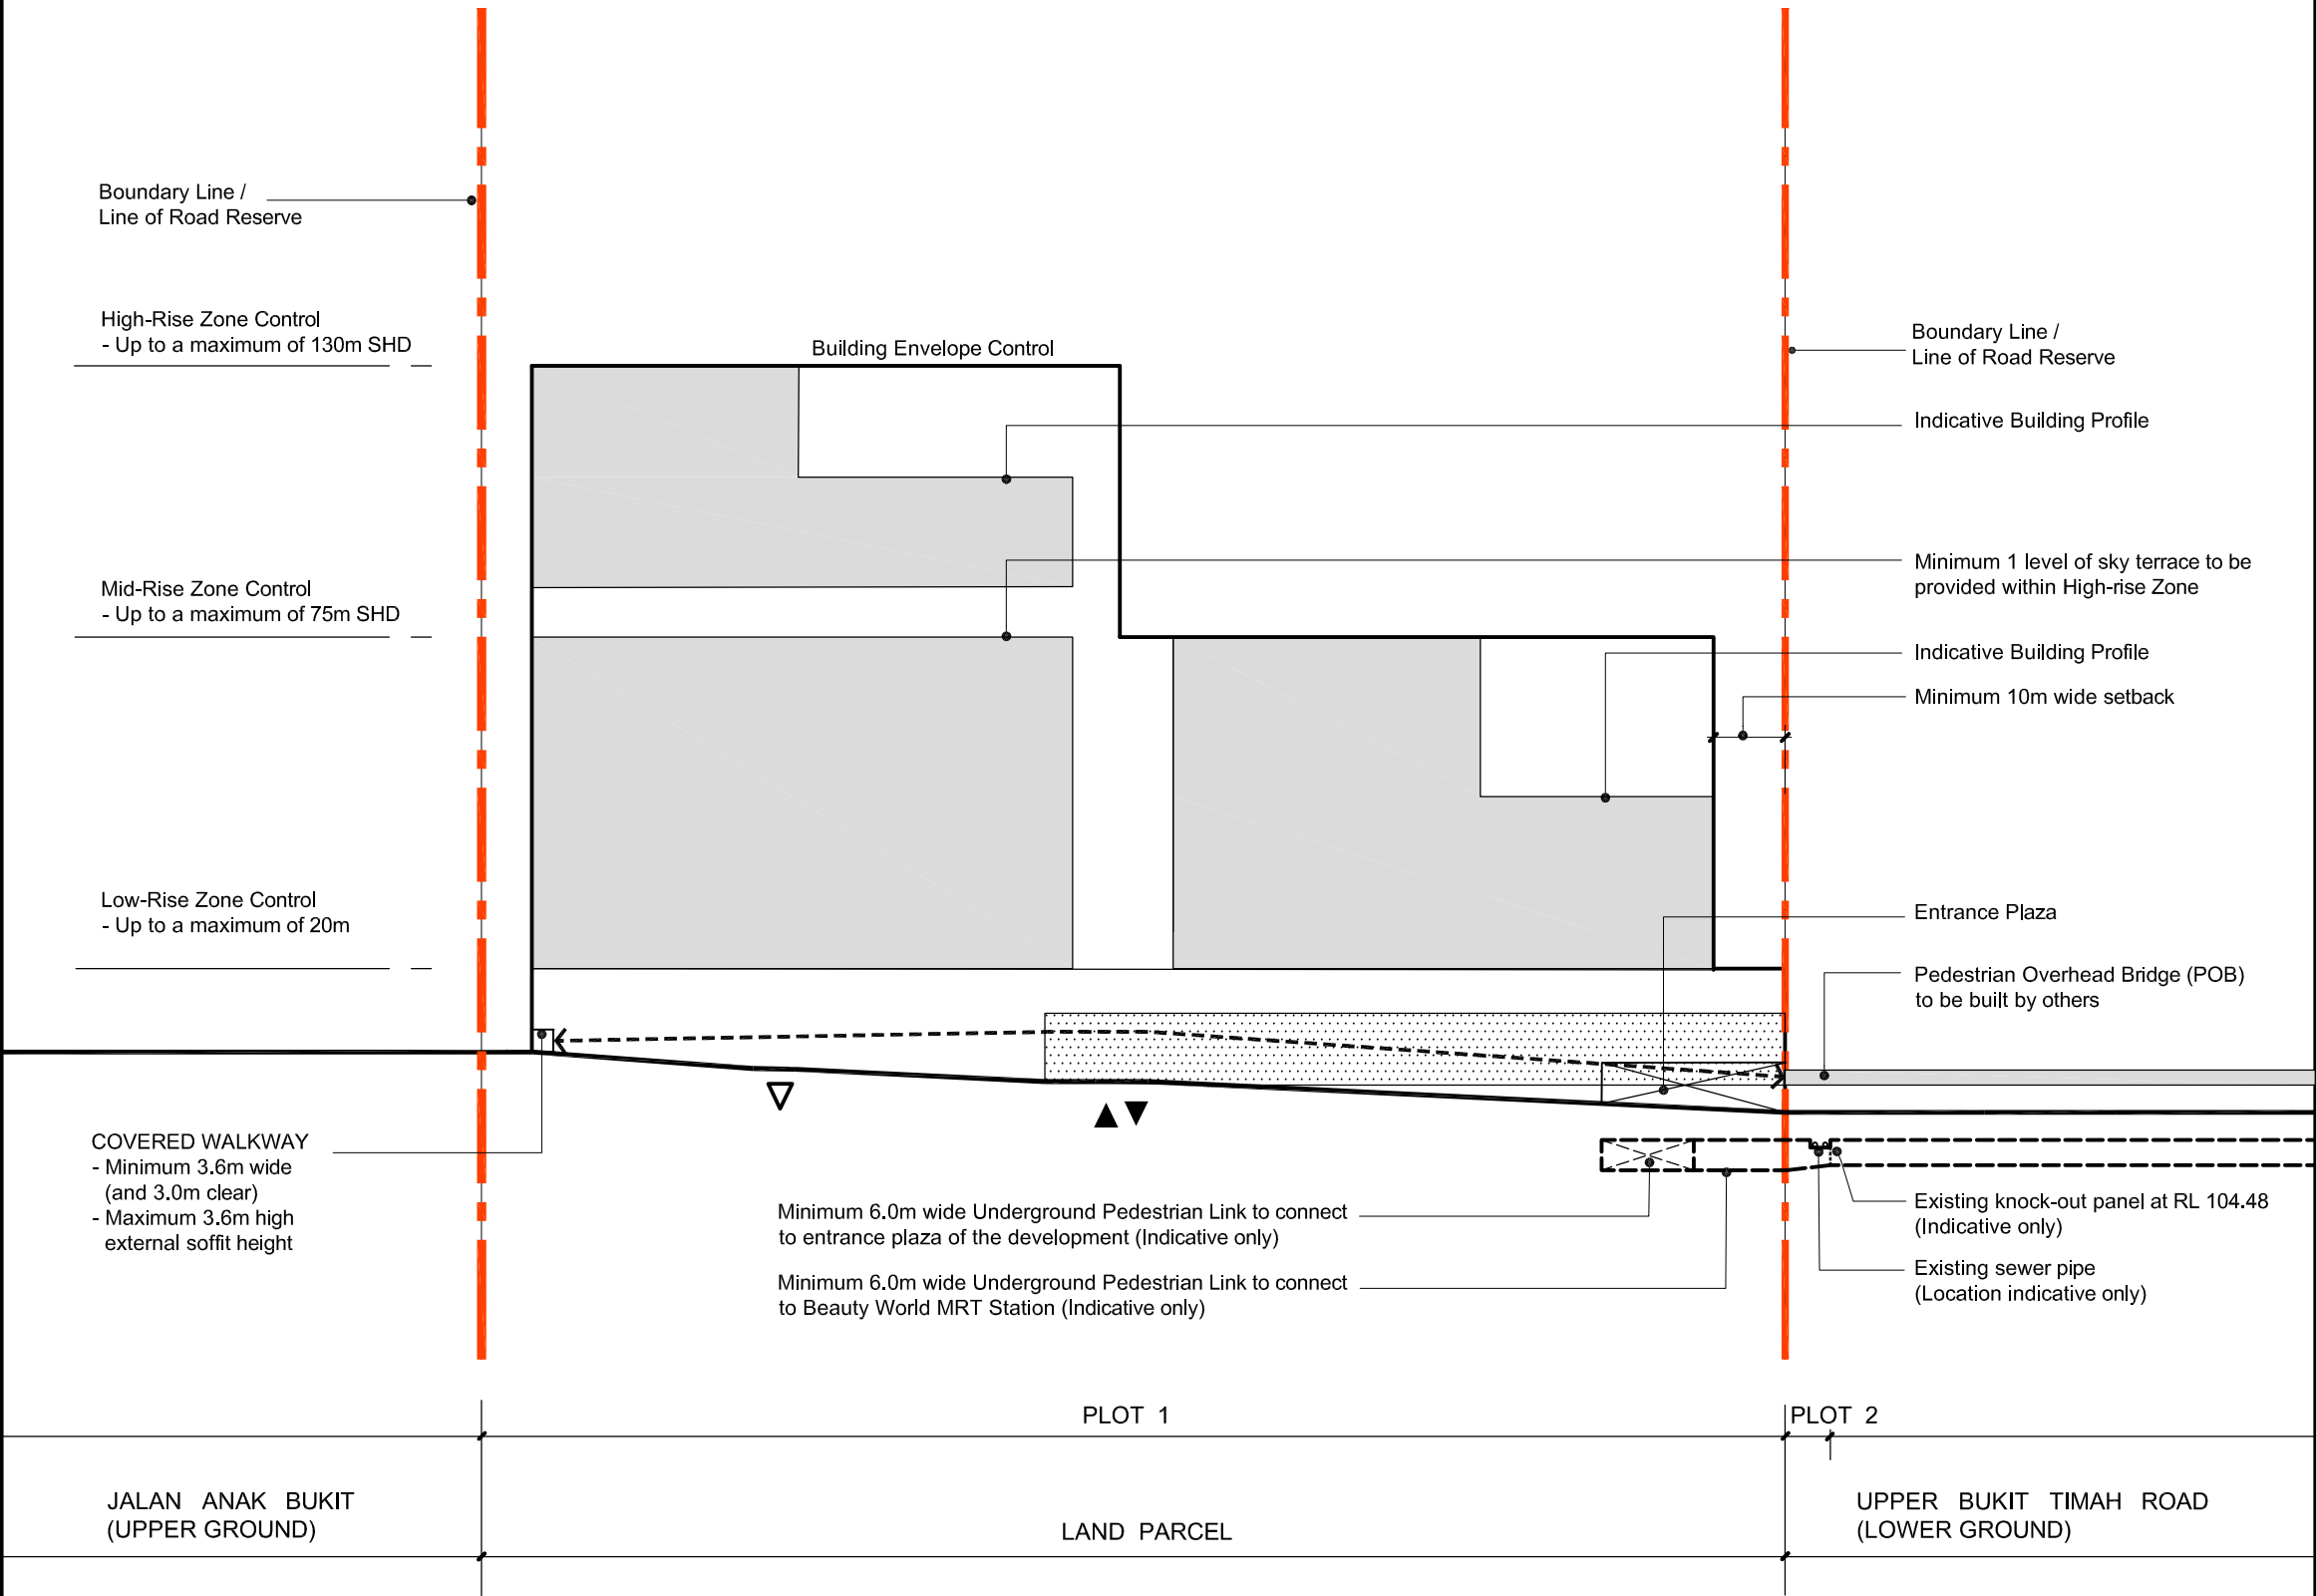 Boundary Line /
Line of Road Reserve
High-Rise Zone Control
- Up to a maximum of 130m SHD
Mid-Rise Zone Control
- Up to a maximum of 75m SHD
Low-Rise Zone Control
- Up to a maximum of 20m
COVERED WALKWAY
- Minimum 3.6m wide
(and 3.0m clear)
- Maximum 3.6m high
external soffit height
Building Envelope Control
Boundary Line /
Line of Road Reserve
Indicative Building Profile
Minimum 1 level of sky terrace to be
provided within High-rise Zone
Indicative Building Profile
Minimum 10m wide setback
Entrance Plaza
Pedestrian Overhead Bridge (POB)
to be built by others
Minimum 6.0m wide Underground Pedestrian Link to connect
to entrance plaza of the development (Indicative only)
Minimum 6.0m wide Underground Pedestrian Link to connect
to Beauty World MRT Station (Indicative only)
Existing knock-out panel at RL 104.48
(Indicative only)
Existing sewer pipe
(Location indicative only)
PLOT 1
PLOT 2
JALAN ANAK BUKIT
(UPPER GROUND)
LAND PARCEL
UPPER BUKIT TIMAH ROAD
(LOWER GROUND)